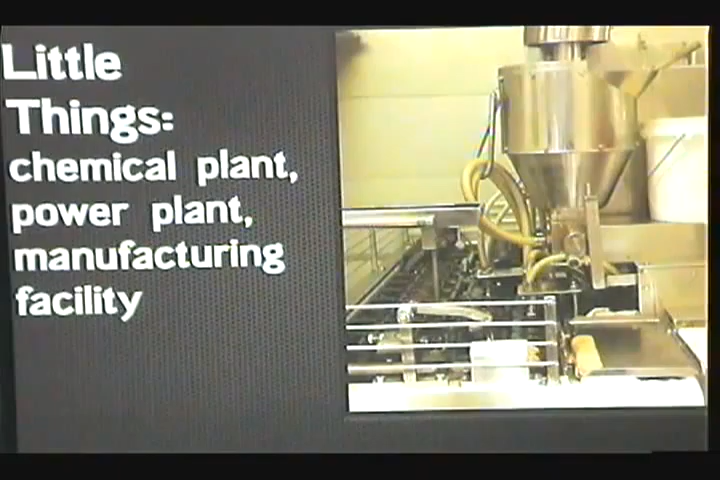 Little
Things:
chemical plant,
power plant,
manufacturing
facility